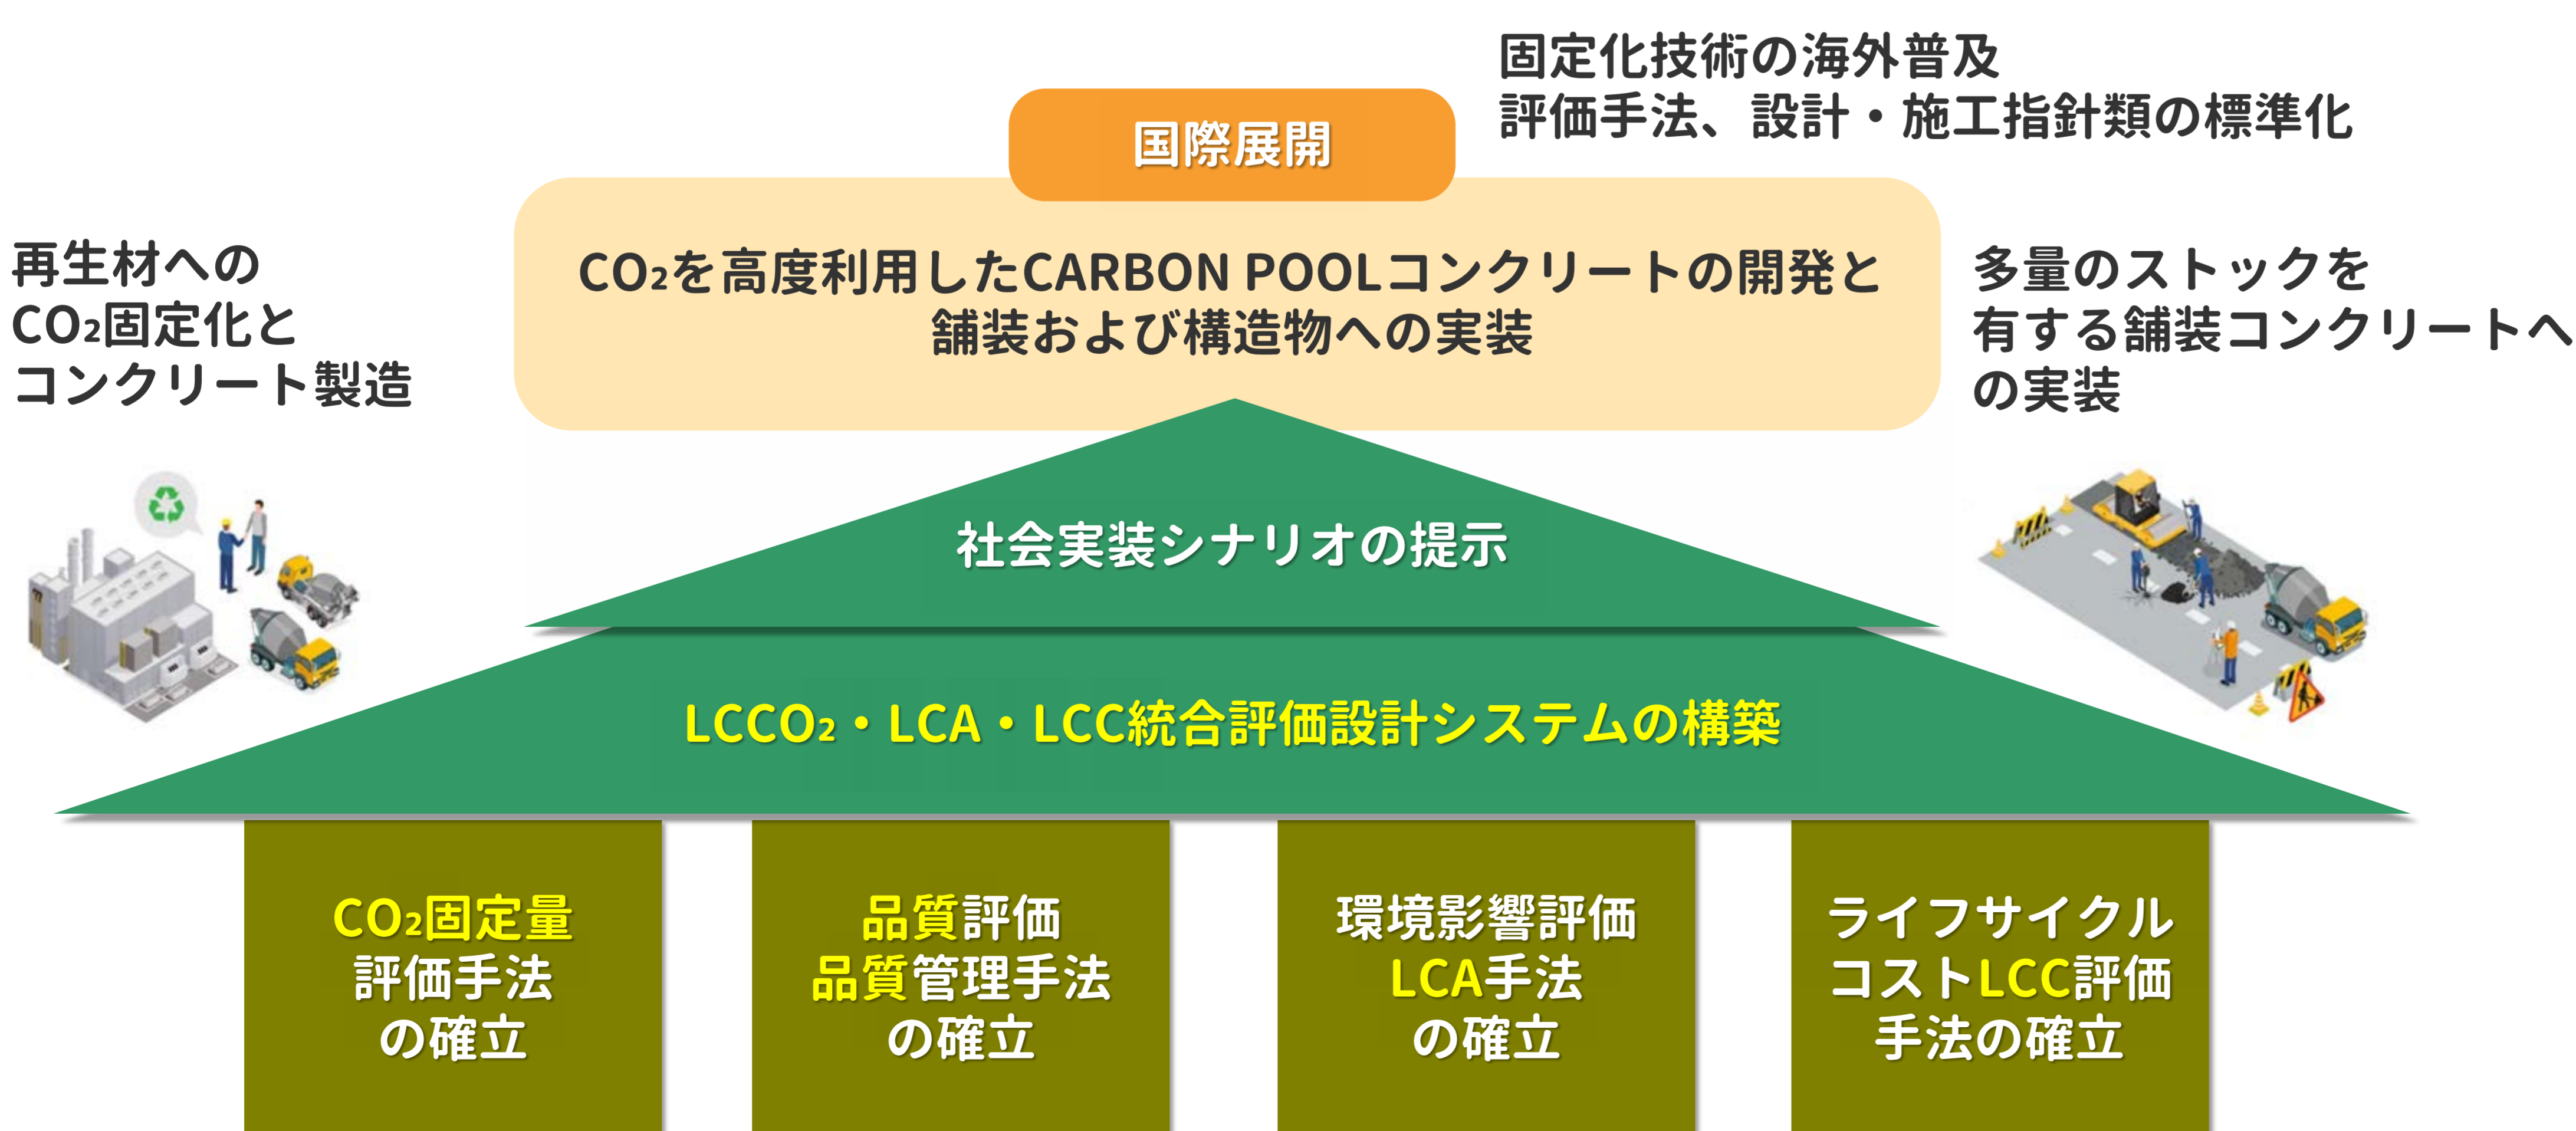 固定化技術の海外普及
評価手法、設計・施工指針類の標準化
国際展開
再生材への
CO₂固定化と
コンクリート製造
CO₂を高度利用したCARBON POOLコンクリートの開発と
舗装および構造物への実装
多量のストックを
有する舗装コンクリートへ
の実装
社会実装シナリオの提示
LCCO₂・LCA・LCC統合評価設計システムの構築
CO₂固定量
評価手法
の確立
品質評価
品質管理手法
の確立
環境影響評価
LCA手法
の確立
ライフサイクル
コストLCC評価
手法の確立